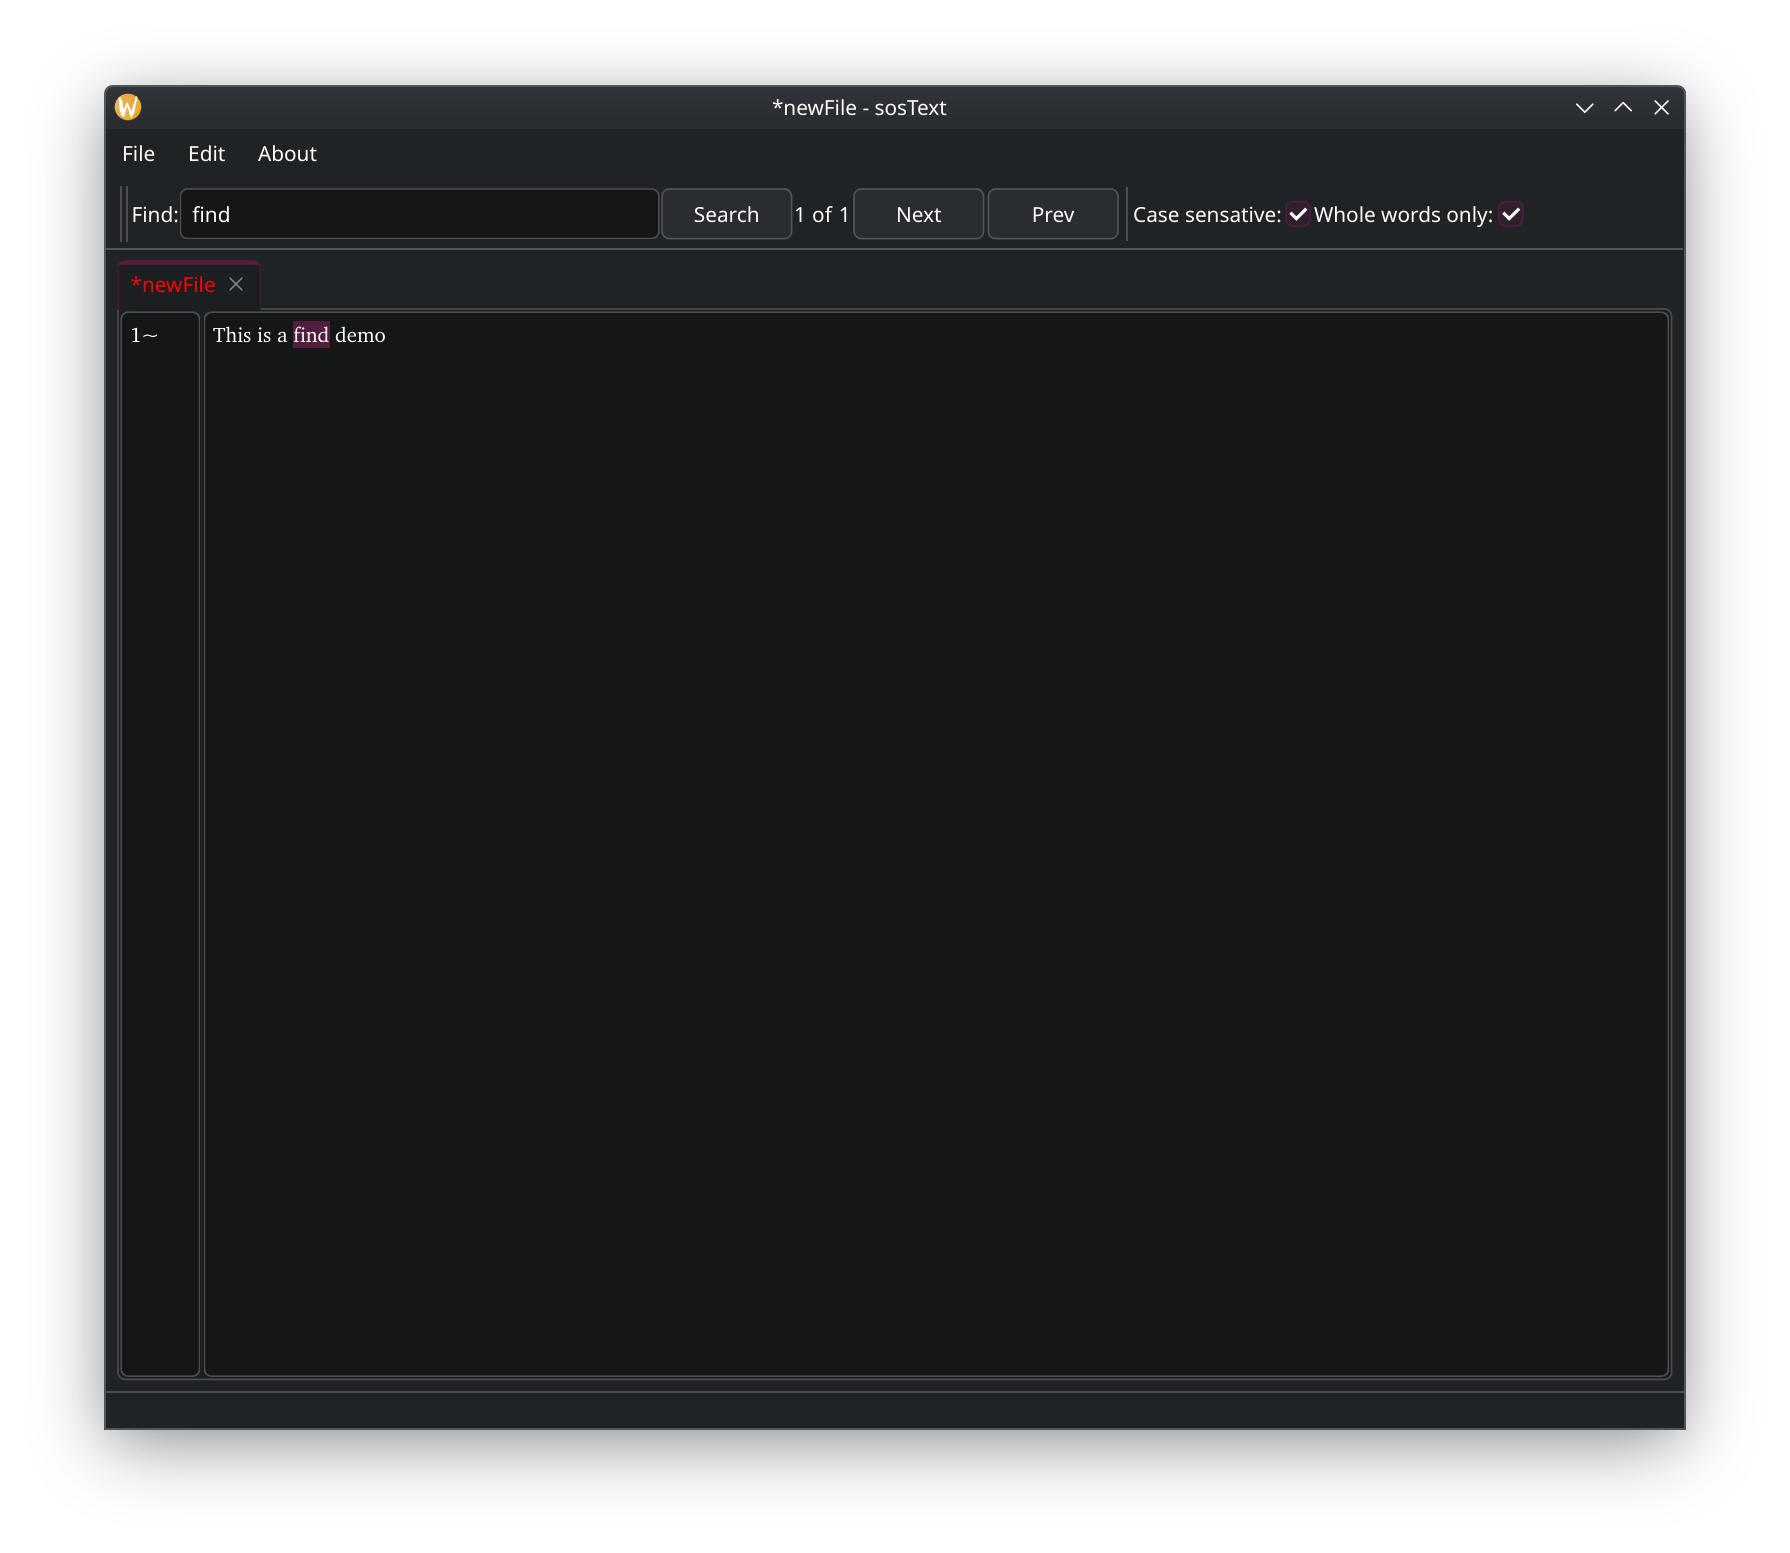 *newFile - sosText
File Edit About
Find: find Search 1 of 1 Next Prev Case sensative: Whole words only:
*newFile
1~ This is a find demo